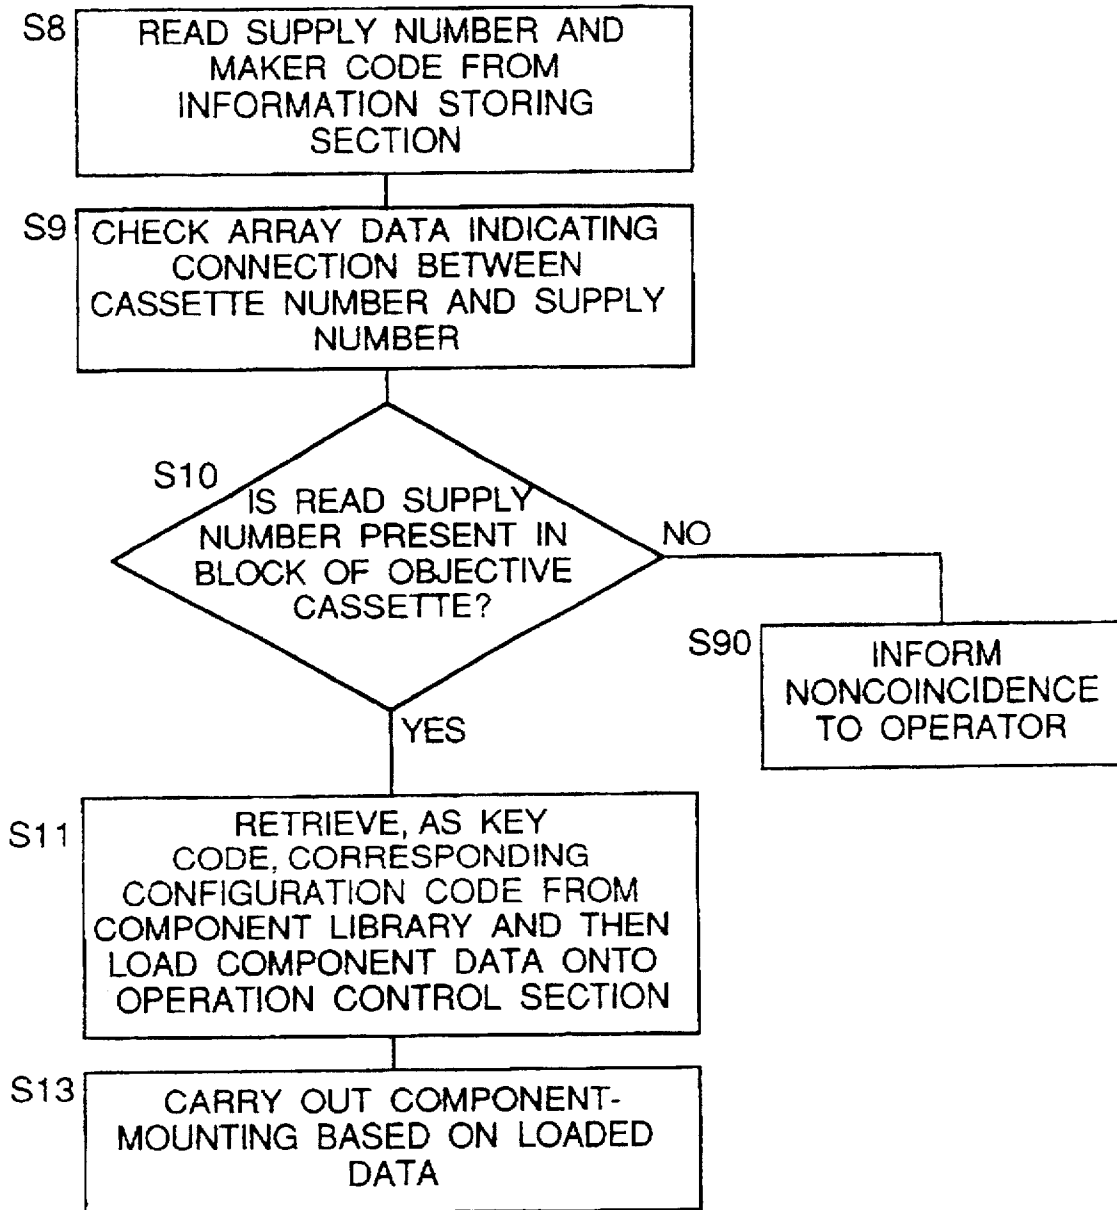 S8
READ SUPPLY NUMBER AND
MAKER CODE FROM
INFORMATION STORING
SECTION
S9
CHECK ARRAY DATA INDICATING
CONNECTION BETWEEN
CASSETTE NUMBER AND SUPPLY
NUMBER
S10
IS READ SUPPLY
NUMBER PRESENT IN
BLOCK OF OBJECTIVE
CASSETTE?
NO
S90
INFORM
NONCOINCIDENCE
TO OPERATOR
YES
S11
RETRIEVE, AS KEY
CODE, CORRESPONDING
CONFIGURATION CODE FROM
COMPONENT LIBRARY AND THEN
LOAD COMPONENT DATA ONTO
OPERATION CONTROL SECTION
S13
CARRY OUT COMPONENT-
MOUNTING BASED ON LOADED
DATA